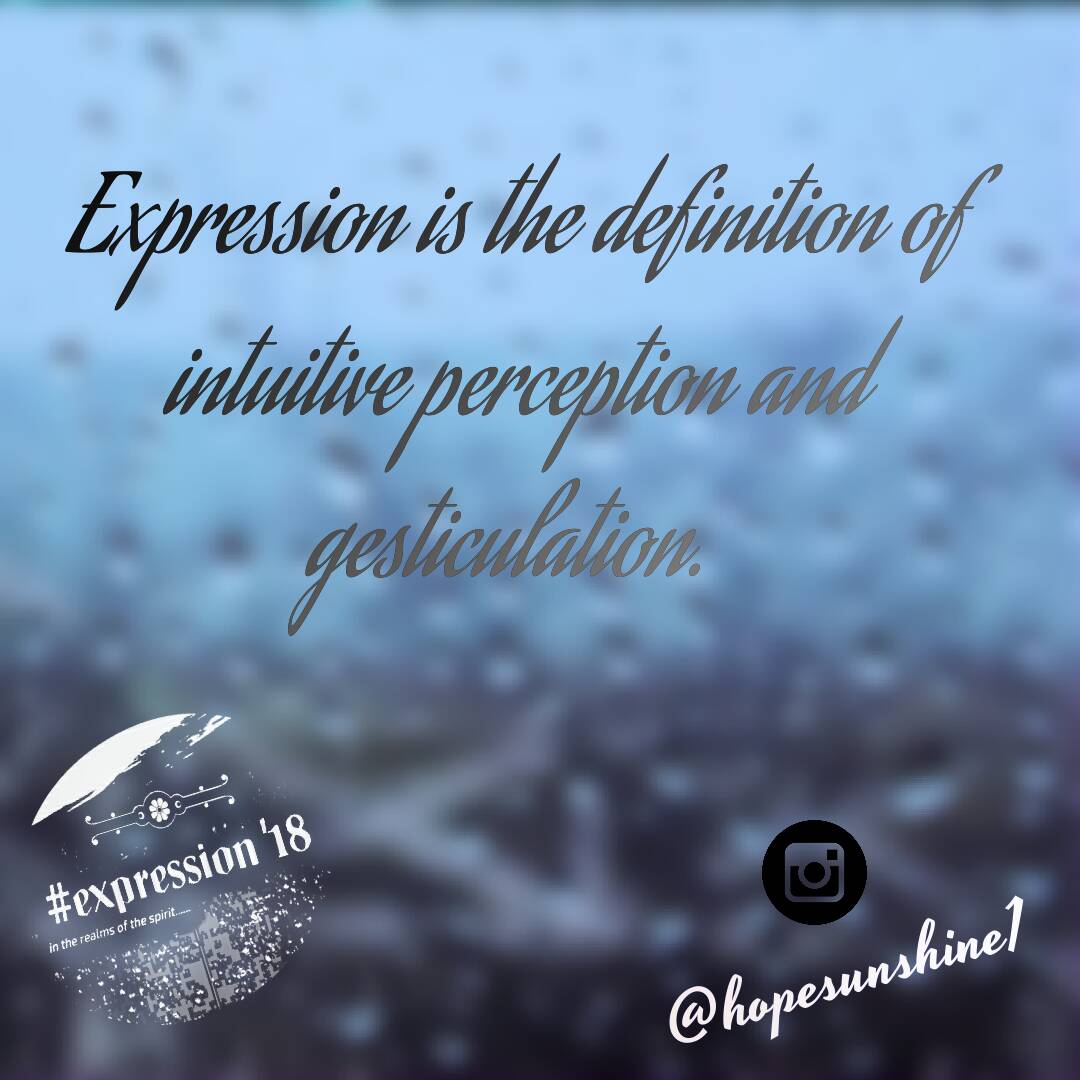 Expression is the definition of
intuitive perception and
gesticulation.
#expression '18
in the realms of the spirit......
@hopesunshine1